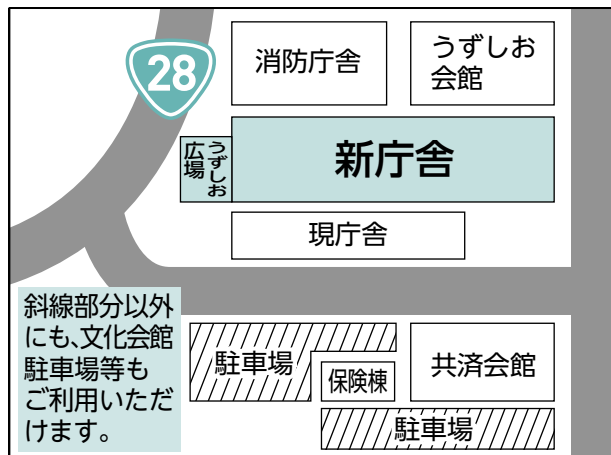 28
消防庁舎
うずしお
会館
うずしお
広場
新庁舎
現庁舎
斜線部分以外
にも、文化会館
駐車場等も
ご利用いただ
けます。
駐車場
保険棟
共済会館
駐車場